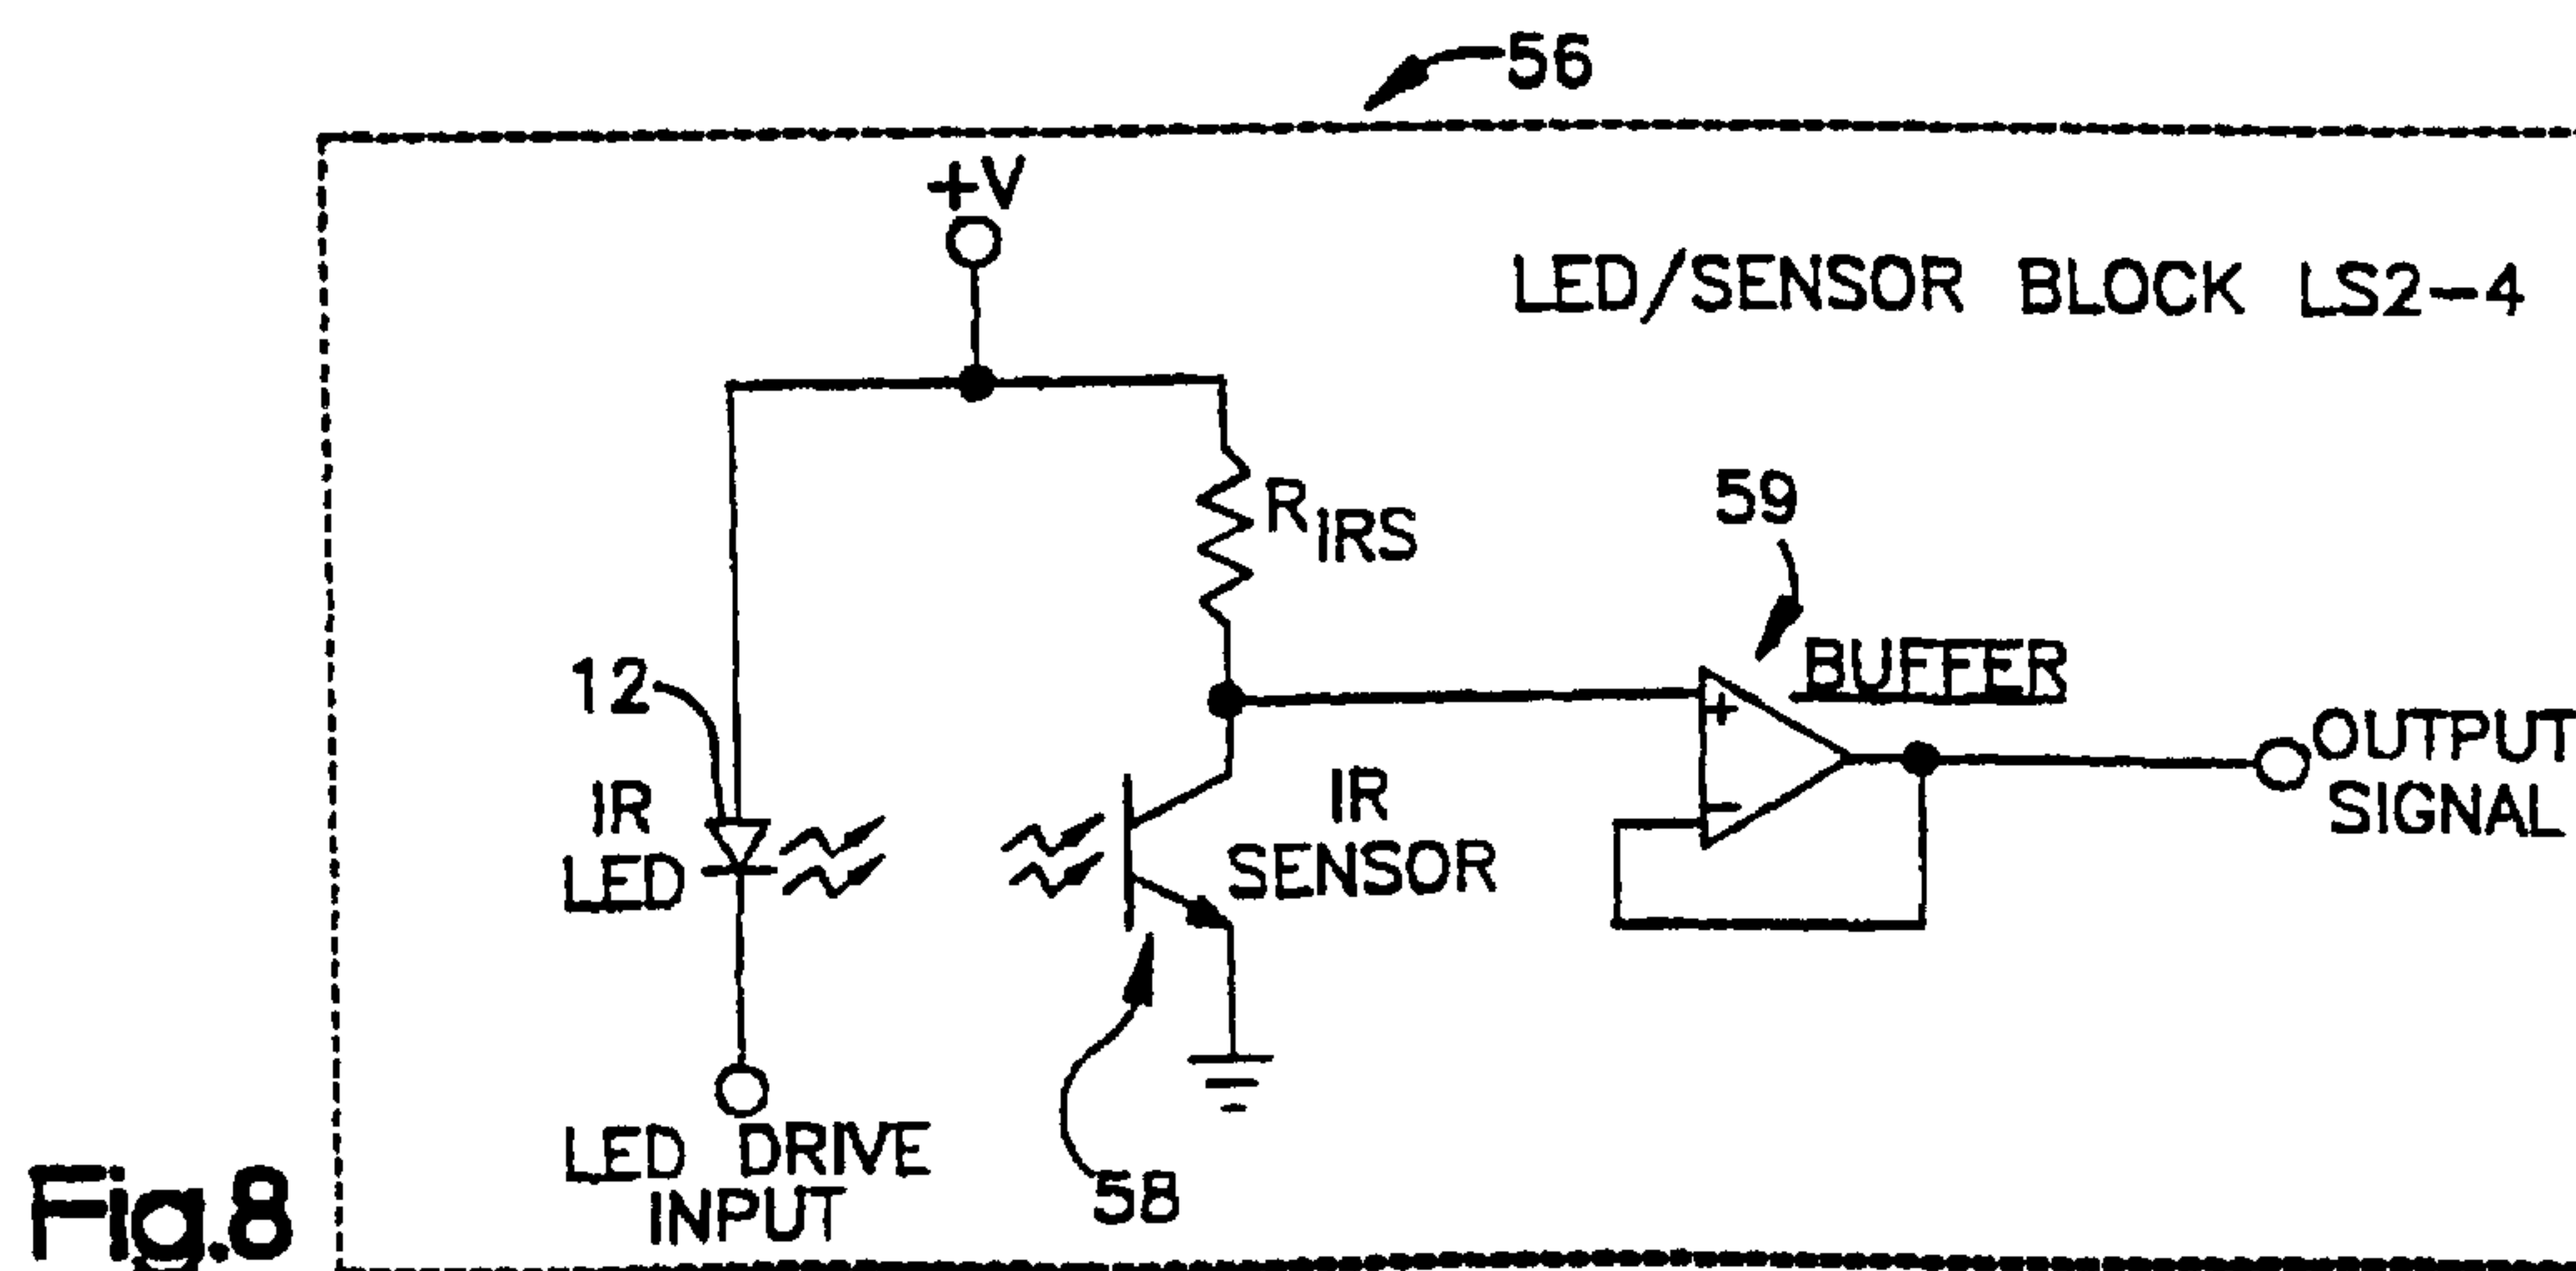 56
+V
LED/SENSOR BLOCK LS2-4
R IRS
59
BUFFER
12
IR
LED
IR
SENSOR
+
-
OUTPUT
SIGNAL
LED DRIVE
INPUT
58
Fig.8